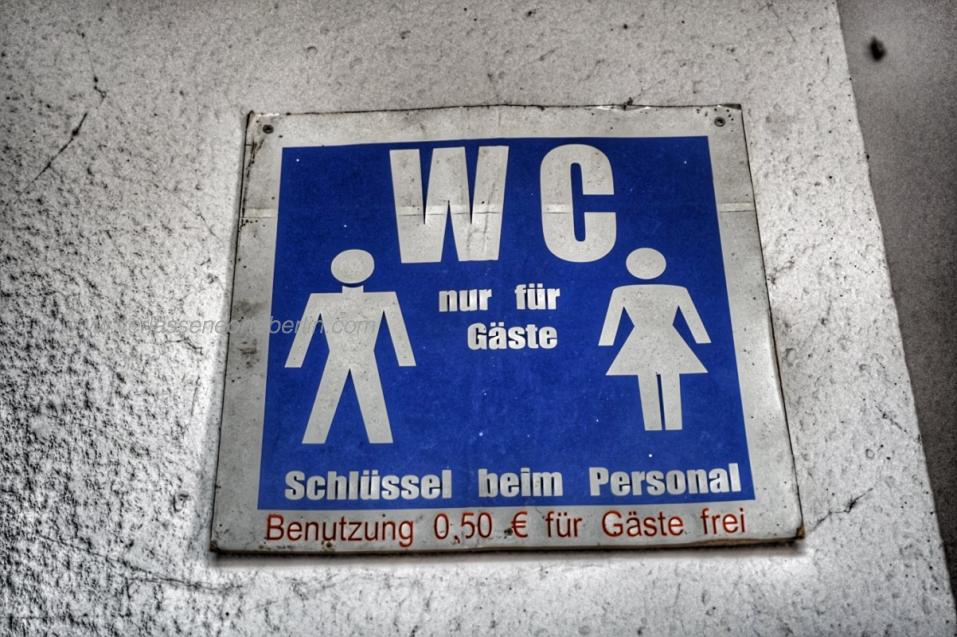 WC
nur für
Gäste
Schlüssel beim Personal
Benutzung 0,50 € für Gäste frei